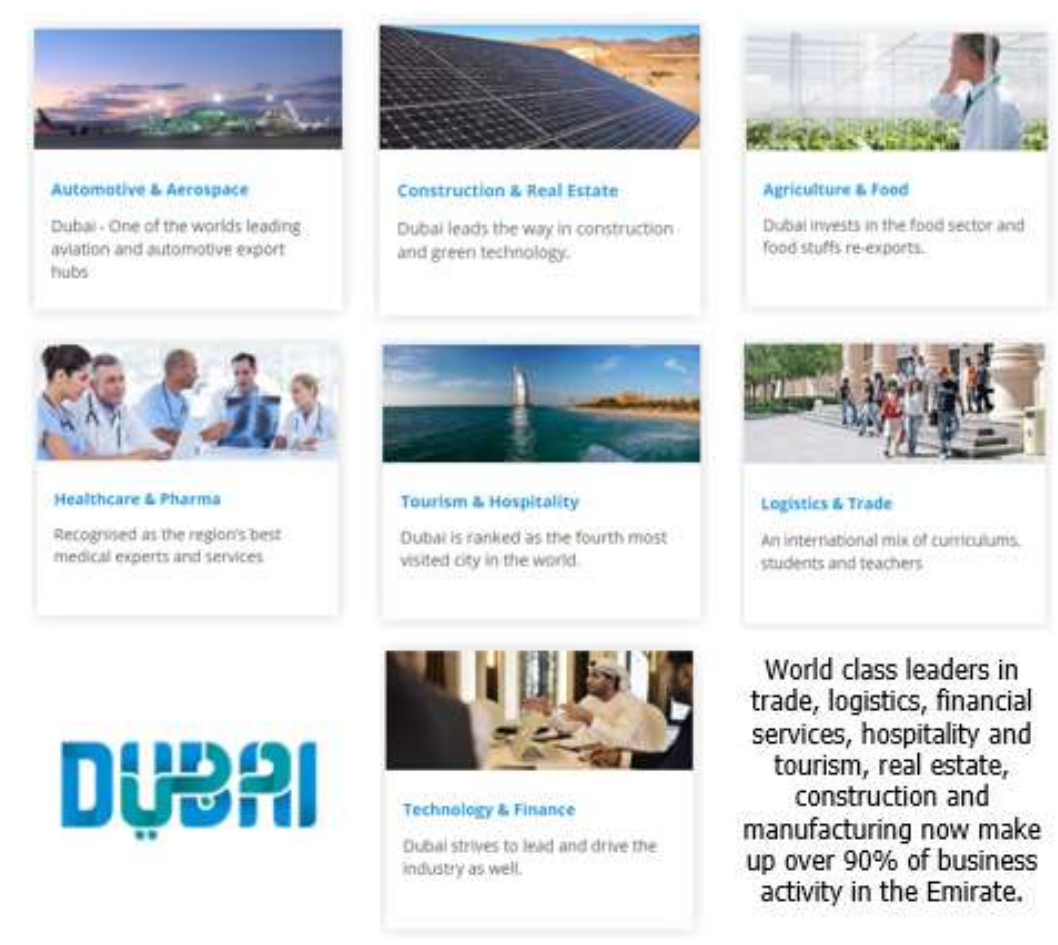 Automotive & Aerospace
Dubai - One of the worlds leading
aviation and automotive export
hubs
Construction & Real Estate
Dubai leads the way in construction
and green technology.
Agriculture & Food
Dubai invests in the food sector and
food stuffs re-exports.
Healthcare & Pharma
Recognised as the region's best
medical experts and services
Tourism & Hospitality
Dubai is ranked as the fourth most
visited city in the world.
Logistics & Trade
An international mix of curriculums,
students and teachers
DUBAI
Technology & Finance
Dubai strives to lead and drive the
industry as well.
World class leaders in
trade, logistics, financial
services, hospitality and
tourism, real estate,
construction and
manufacturing now make
up over 90% of business
activity in the Emirate.